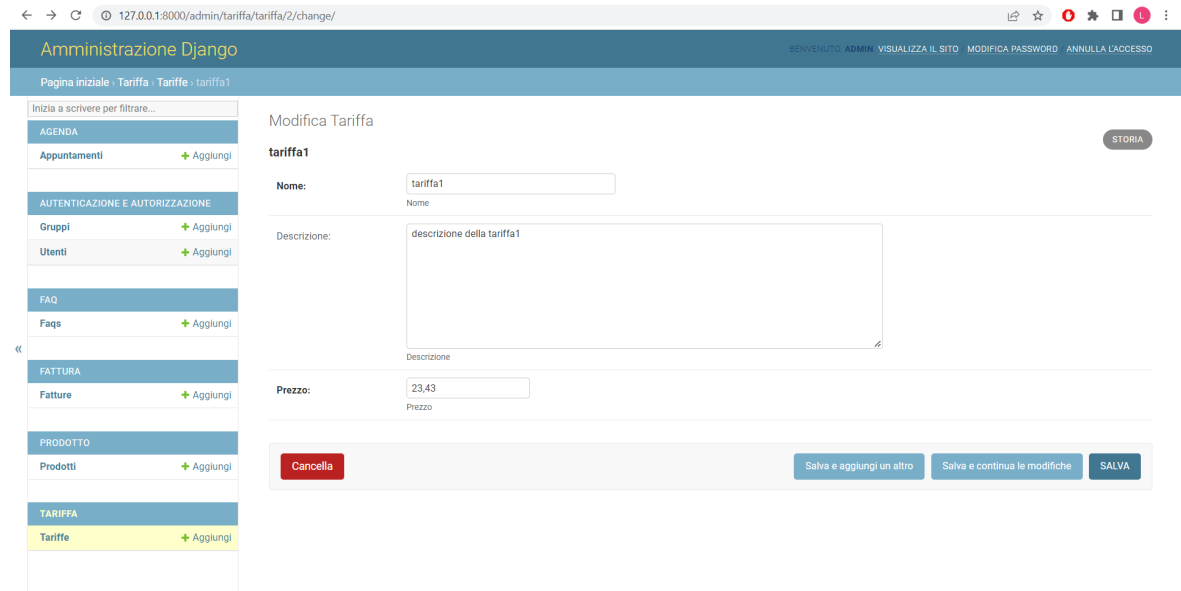 127.0.0.1:8000/admin/tariffa/tariffa/2/change/
L
Amministrazione Django
BENVENUTO, ADMIN. VISUALIZZA IL SITO / MODIFICA PASSWORD / ANNULLA L'ACCESSO
Pagina iniziale › Tariffa › Tariffe › tariffa1
Inizia a scrivere per filtrare...
AGENDA
Appuntamenti + Aggiungi
AUTENTICAZIONE E AUTORIZZAZIONE
Gruppi + Aggiungi
Utenti + Aggiungi
FAQ
Faqs + Aggiungi
«
FATTURA
Fatture + Aggiungi
PRODOTTO
Prodotti + Aggiungi
TARIFFA
Tariffe + Aggiungi
Modifica Tariffa
STORIA
tariffa1
Nome: tariffa1
Nome
Descrizione: descrizione della tariffa1
Descrizione
Prezzo: 23,43
Prezzo
Cancella Salva e aggiungi un altro Salva e continua le modifiche SALVA